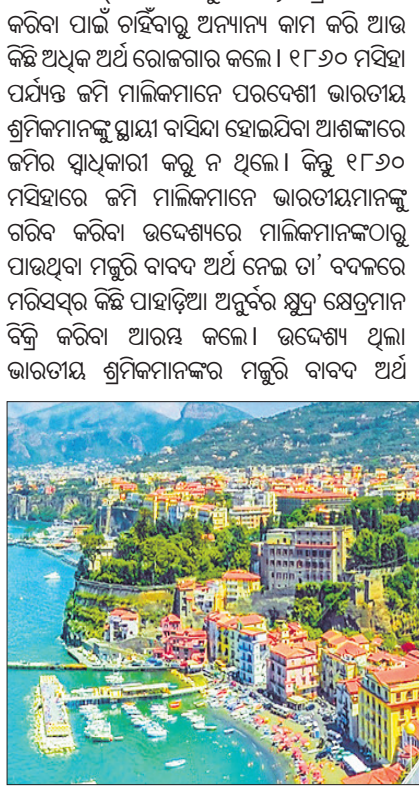 କରିବା ପାଇଁ ଚାହିଁବାରୁ ଅନ୍ୟାନ୍ୟ କାମ କରି ଆଉ
କିଛି ଅଧିକ ଅର୍ଥ ରୋଜଗାର କଲେ। ୧୮୬୦ ମସିହା
ପର୍ଯ୍ୟନ୍ତ ଜମି ମାଲିକମାନେ ପରଦେଶୀ ଭାରତୀୟ
ଶ୍ରମିକମାନଙ୍କୁ ସ୍ଥାୟୀ ବାସିନ୍ଦା ହୋଇଯିବା ଆଶଙ୍କାରେ
ଜମିର ସ୍ୱାଧିକାରୀ କରୁ ନ ଥିଲେ। କିନ୍ତୁ ୧୮୬୦
ମସିହାରେ ଜମି ମାଲିକମାନେ ଭାରତୀୟମାନଙ୍କୁ
ଗରିବ କରିବା ଉଦ୍ଦେଶ୍ୟରେ ମାଲିକମାନଙ୍କଠାରୁ
ପାଉଥିବା ମଜୁରି ବାବଦ ଅର୍ଥ ନେଇ ତା’ ବଦଳରେ
ମରିସସ୍‌ର କିଛି ପାହାଡ଼ିଆ ଅନୁର୍ବର କ୍ଷୁଦ୍ର କ୍ଷେତ୍ରମାନ
ବିକ୍ରି କରିବା ଆରମ୍ଭ କଲେ। ଉଦ୍ଦେଶ୍ୟ ଥିଲା
ଭାରତୀୟ ଶ୍ରମିକମାନଙ୍କର ମଜୁରି ବାବଦ ଅର୍ଥ